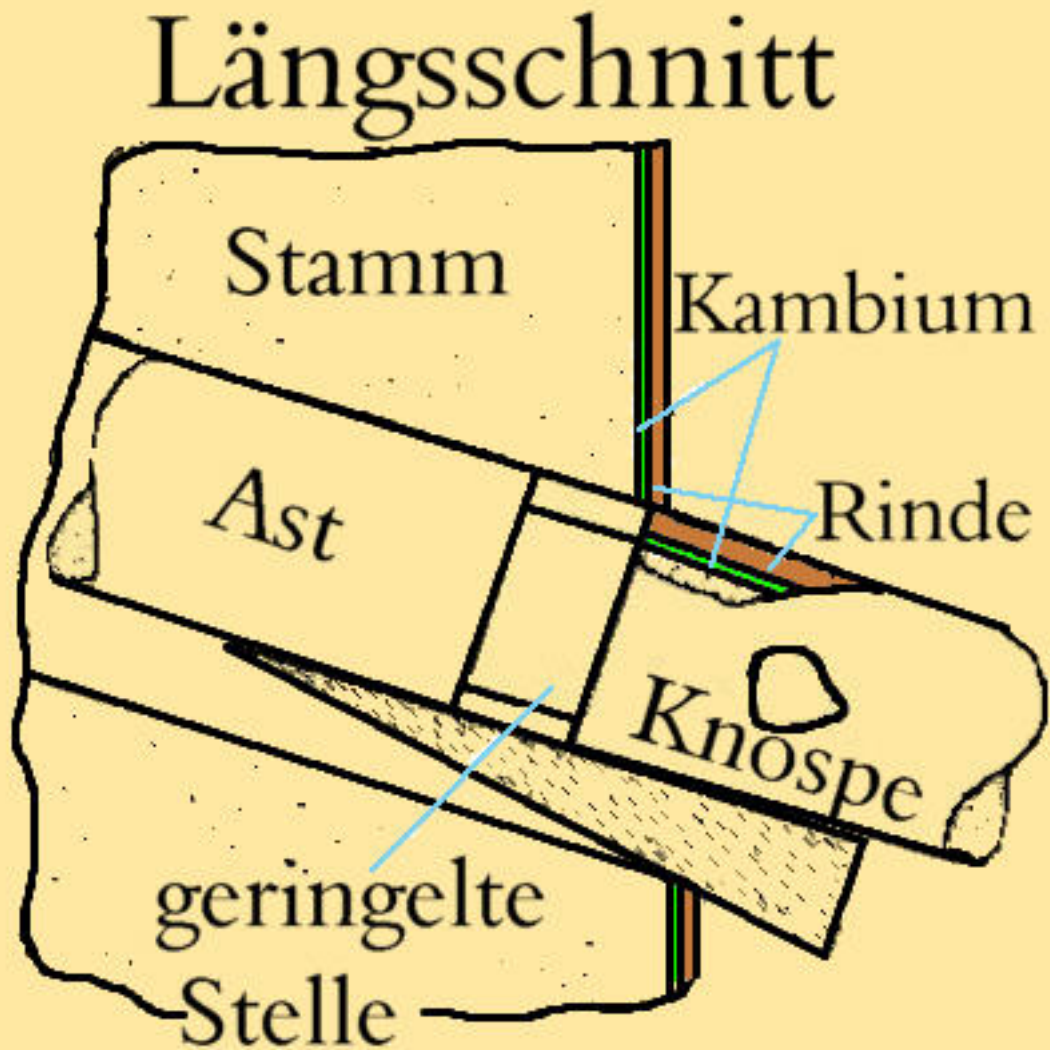 Längsschnitt
Stamm
Kambium
Ast
Rinde
Knospe
geringelte
Stelle